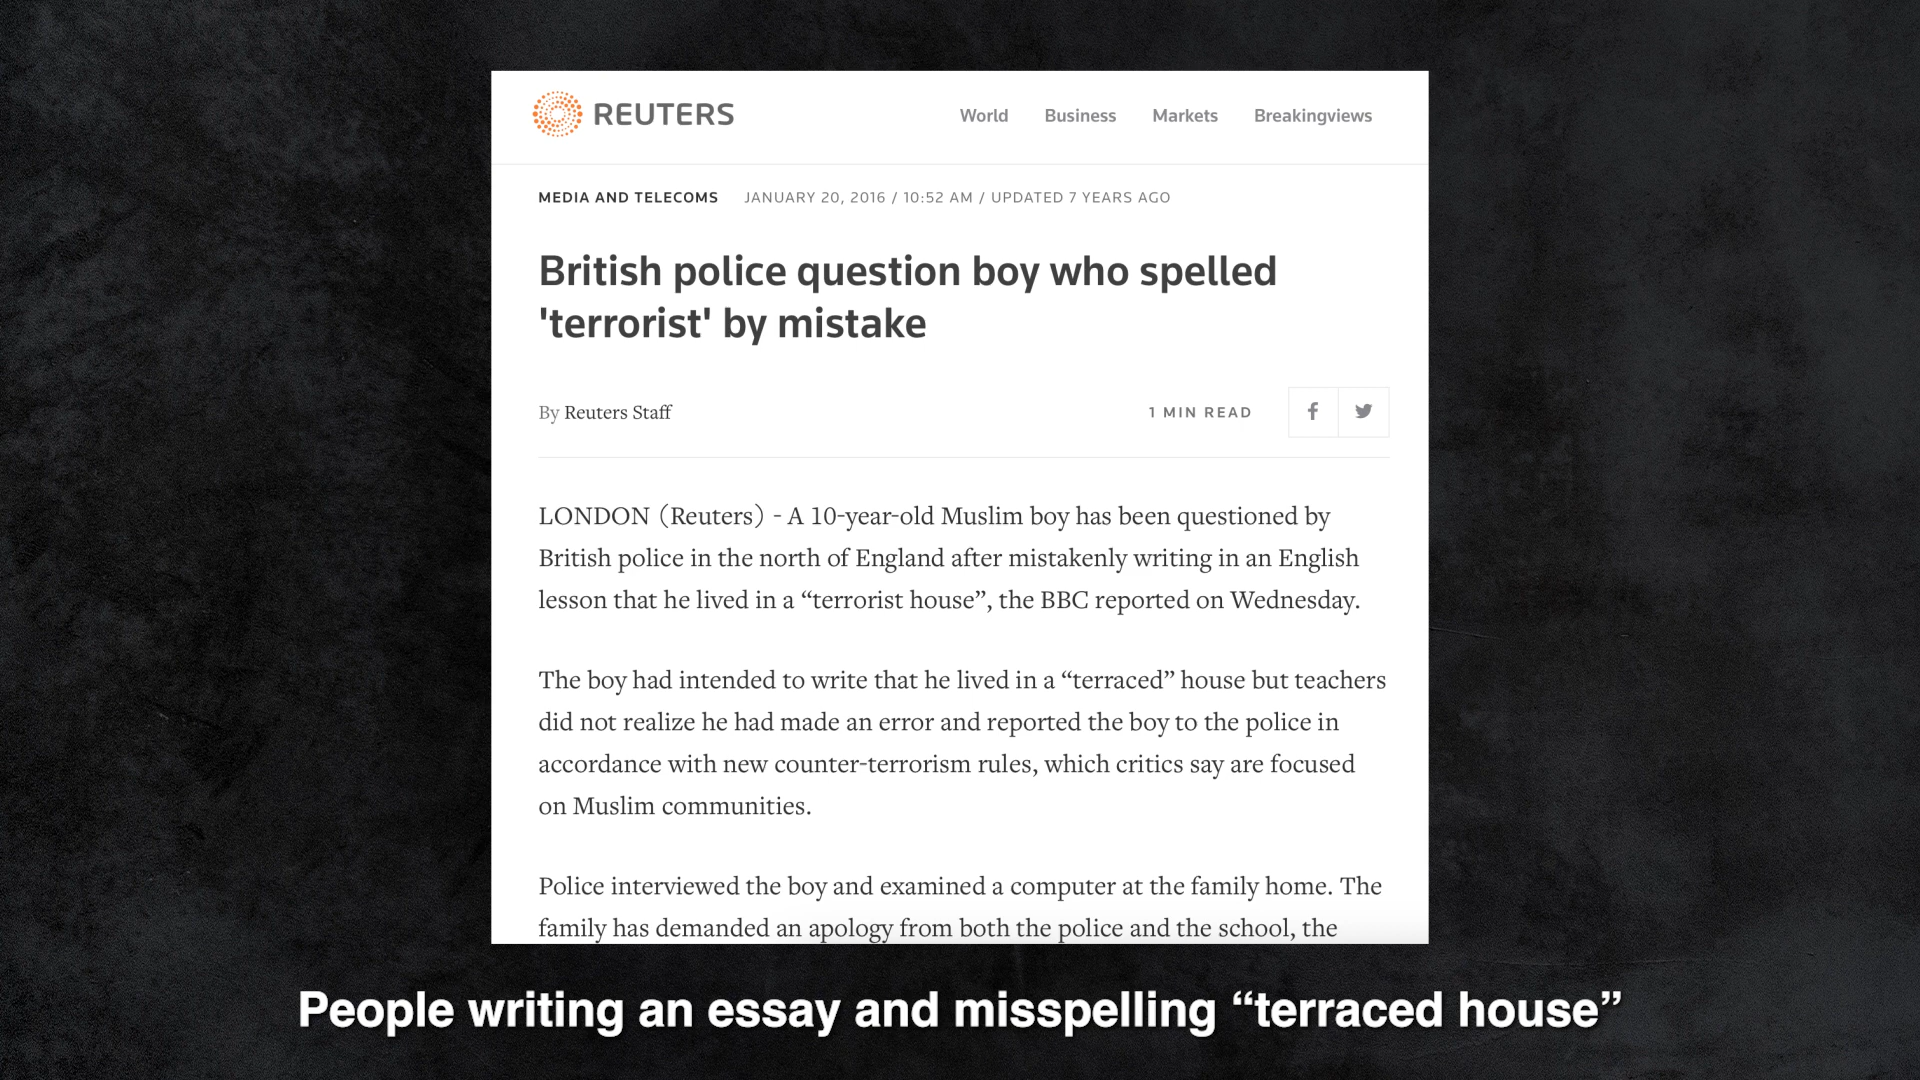 REUTERS
World Business Markets Breakingviews
MEDIA AND TELECOMS JANUARY 20, 2016 / 10:52 AM / UPDATED 7 YEARS AGO
British police question boy who spelled
'terrorist' by mistake
By Reuters Staff
1 MIN READ
LONDON (Reuters) - A 10-year-old Muslim boy has been questioned by
British police in the north of England after mistakenly writing in an English
lesson that he lived in a “terrorist house”, the BBC reported on Wednesday.
The boy had intended to write that he lived in a “terraced” house but teachers
did not realize he had made an error and reported the boy to the police in
accordance with new counter-terrorism rules, which critics say are focused
on Muslim communities.
Police interviewed the boy and examined a computer at the family home. The
family has demanded an apology from both the police and the school, the
People writing an essay and misspelling “terraced house”